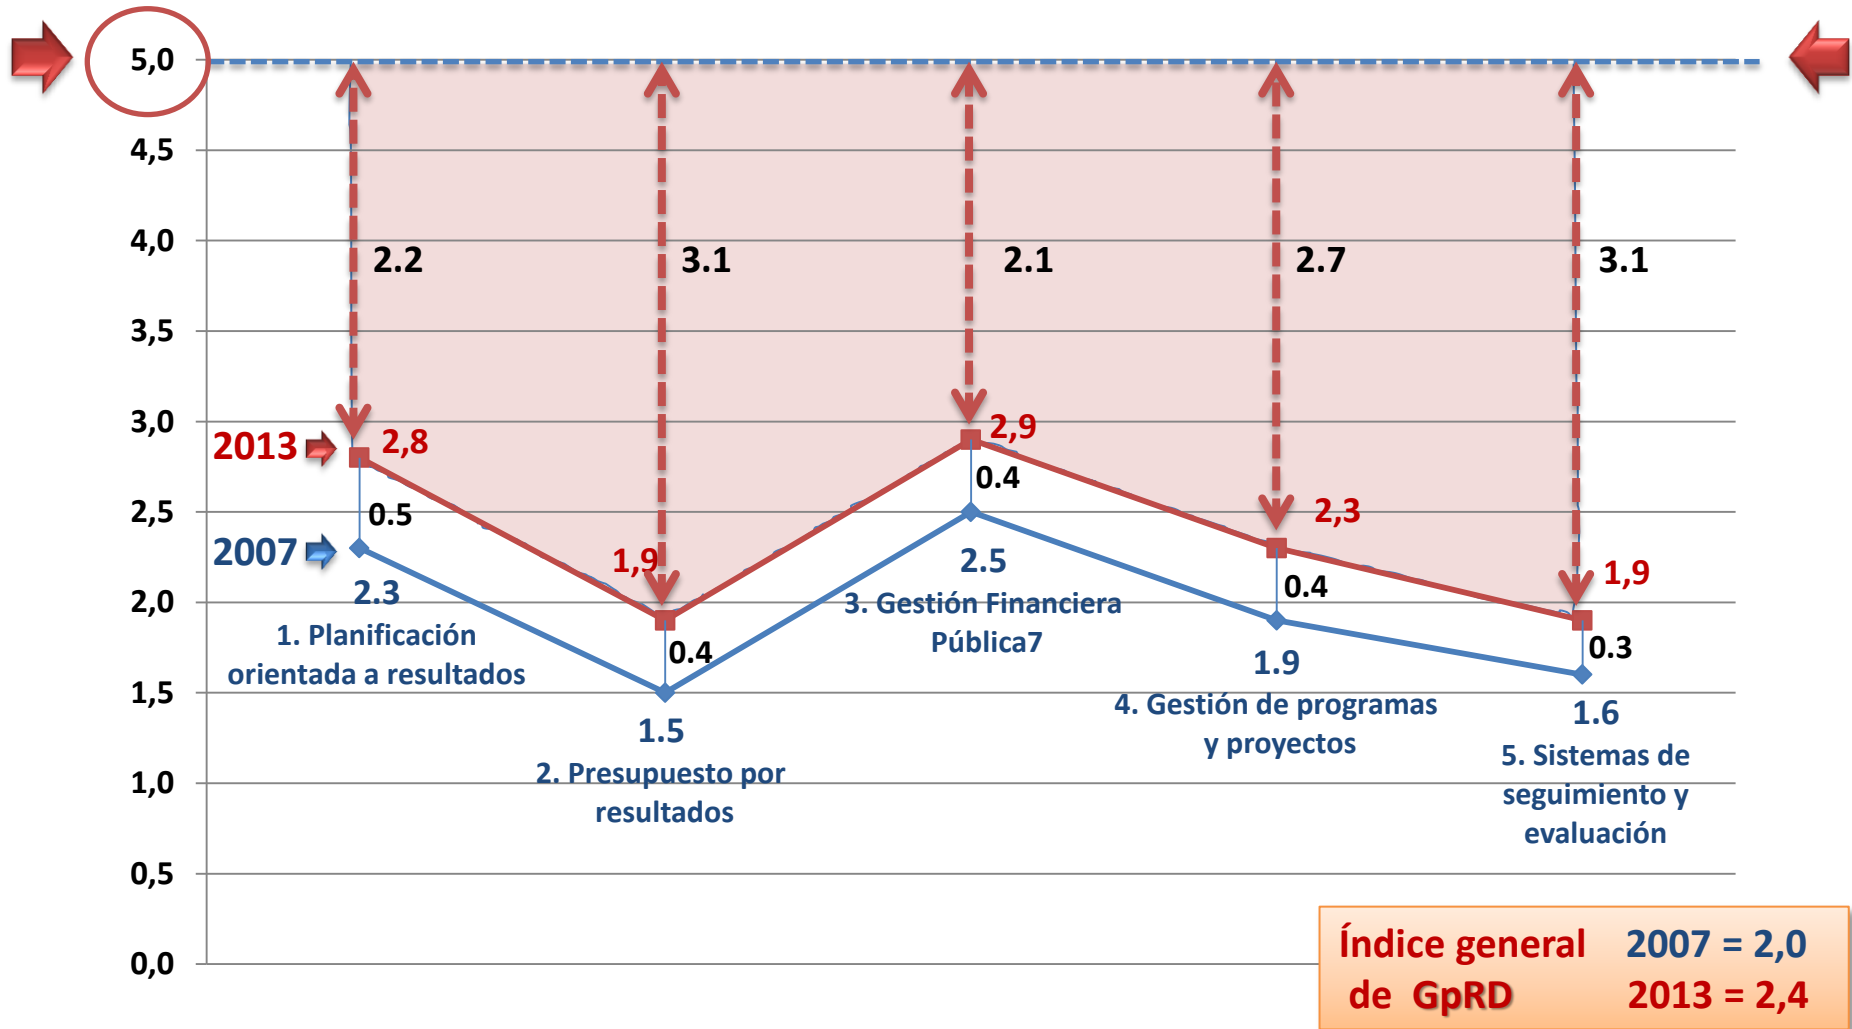 5,0
4,5
4,0
3,5
3,0
2,5
2,0
1,5
1,0
0,5
0,0
2.2
3.1
2.1
2.7
3.1
2013
2,8
1,9
2,9
2,3
1,9
0.5
0.4
0.4
0.4
0.3
2007
2.3
1. Planificación
orientada a resultados
1.5
2. Presupuesto por
resultados
2.5
3. Gestión Financiera
Pública7
1.9
4. Gestión de programas
y proyectos
1.6
5. Sistemas de
seguimiento y
evaluación
Índice general 2007 = 2,0
de GpRD 2013 = 2,4